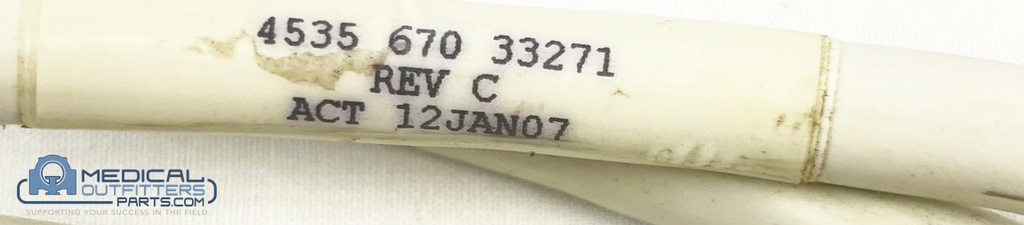 4535 670 33271
REV C
ACT 12JAN07
MEDICAL
OUTFITTERS
PARTS.COM
SUPPORTING YOUR SUCCESS IN THE FIELD